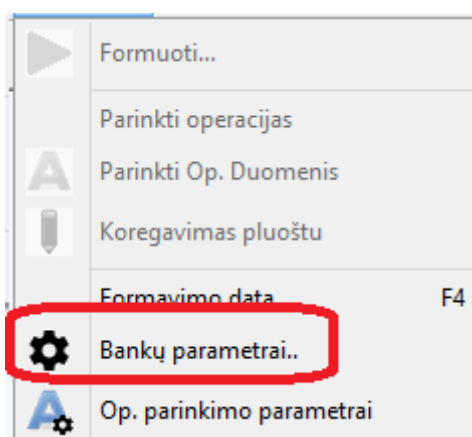 Formuoti...
Parinkti operacijas
Parinkti Op. Duomenis
Koregavimas pluoštu
Formavimo data F4
Bankų parametrai..
Op. parinkimo parametrai